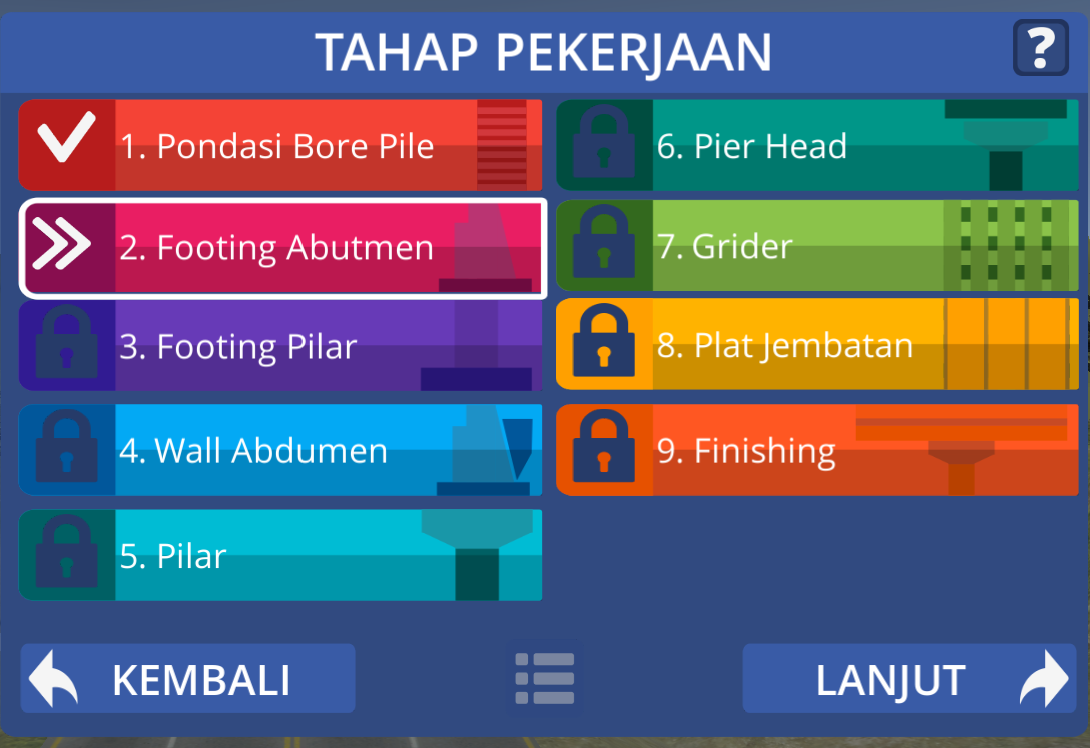 TAHAP PEKERJAAN
?
1. Pondasi Bore Pile
2. Footing Abutmen
3. Footing Pilar
4. Wall Abdumen
5. Pilar
6. Pier Head
7. Grider
8. Plat Jembatan
9. Finishing
KEMBALI
LANJUT